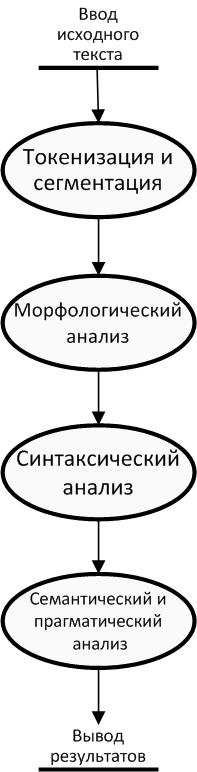 Ввод
исходного
текста
Токенизация и
сегментация
Морфологический
анализ
Синтаксический
анализ
Семантический и
прагматический
анализ
Вывод
результатов